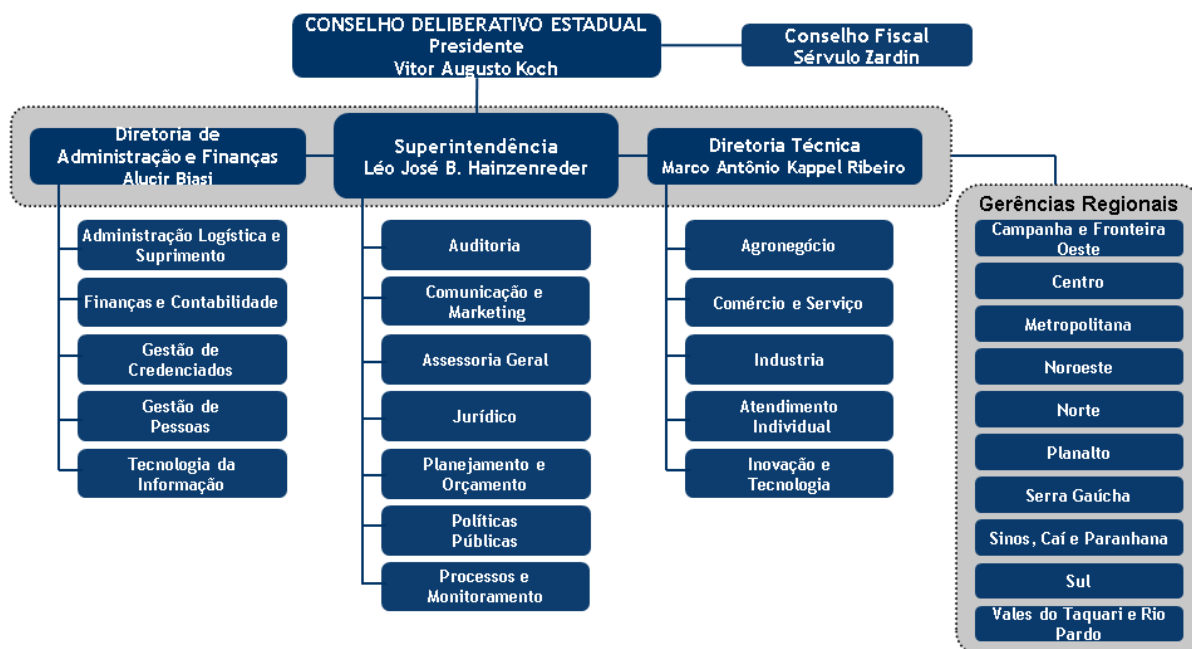 CONSELHO DELIBERATIVO ESTADUAL
Presidente
Vitor Augusto Koch
Conselho Fiscal
Sérvulo Zardin
Diretoria de
Administração e Finanças
Alucir Biasi
Superintendência
Léo José B. Hainzenreder
Diretoria Técnica
Marco Antônio Kappel Ribeiro
Administração Logística e
Suprimento
Finanças e Contabilidade
Gestão de
Credenciados
Gestão de
Pessoas
Tecnologia da
Informação
Auditoria
Comunicação e
Marketing
Assessoria Geral
Jurídico
Planejamento e
Orçamento
Políticas
Públicas
Processos e
Monitoramento
Agronegócio
Comércio e Serviço
Industria
Atendimento
Individual
Inovação e
Tecnologia
Gerências Regionais
Campanha e Fronteira
Oeste
Centro
Metropolitana
Noroeste
Norte
Planalto
Serra Gaúcha
Sinos, Caí e Paranhana
Sul
Vales do Taquari e Rio
Pardo